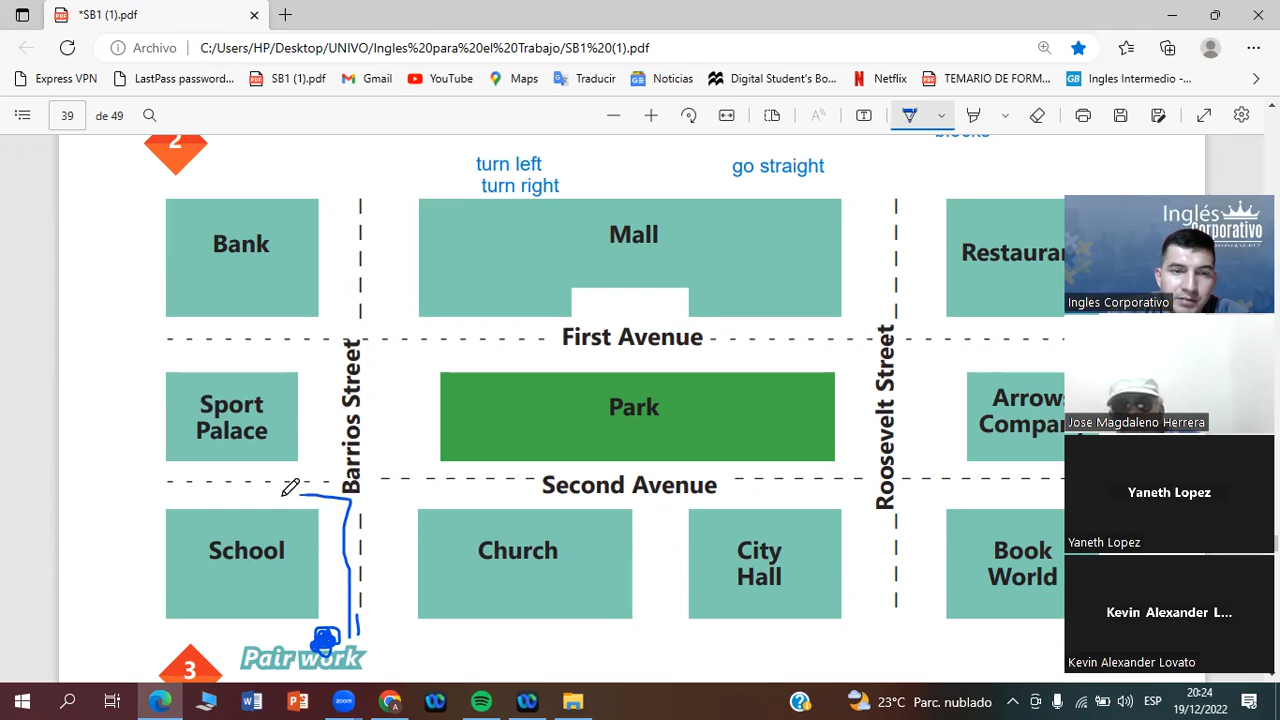 *SB1 (1).pdf
Archivo
C:/Users/HP/Desktop/UNIVO/Ingles%20para%20el%20Trabajo/SB1%20(1).pdf
Express VPN
LastPass password...
SB1 (1).pdf
Gmail
YouTube
Maps
Traducir
Noticias
Digital Student's Bo...
Netflix
TEMARIO DE FORM...
Ingles Intermedio -...
39
de 49
2
blocks
turn left
go straight
turn right
Bank
Mall
Restauran
First Avenue
Barrios Street
Roosevelt Street
Sport
Palace
Park
Arrow
Compa
Second Avenue
School
Church
City
Hall
Book
World
3
Pair work
Inglés
Corporativo
Ingles Corporativo
Jose Magdaleno Herrera
Yaneth Lopez
Yaneth Lopez
Kevin Alexander L...
Kevin Alexander Lovato
zoom
23°C
Parc. nublado
ESP
20:24
19/12/2022